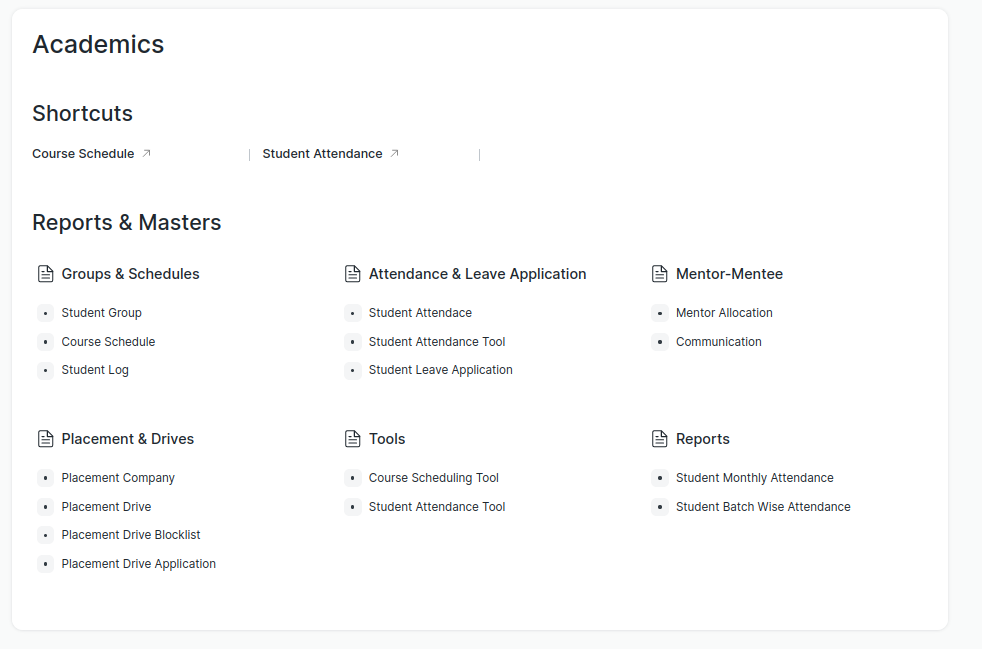 Academics
Shortcuts
Course Schedule
Student Attendance
Reports & Masters
Groups & Schedules
Student Group
Course Schedule
Student Log
Attendance & Leave Application
Student Attendace
Student Attendance Tool
Student Leave Application
Mentor-Mentee
Mentor Allocation
Communication
Placement & Drives
Placement Company
Placement Drive
Placement Drive Blocklist
Placement Drive Application
Tools
Course Scheduling Tool
Student Attendance Tool
Reports
Student Monthly Attendance
Student Batch Wise Attendance